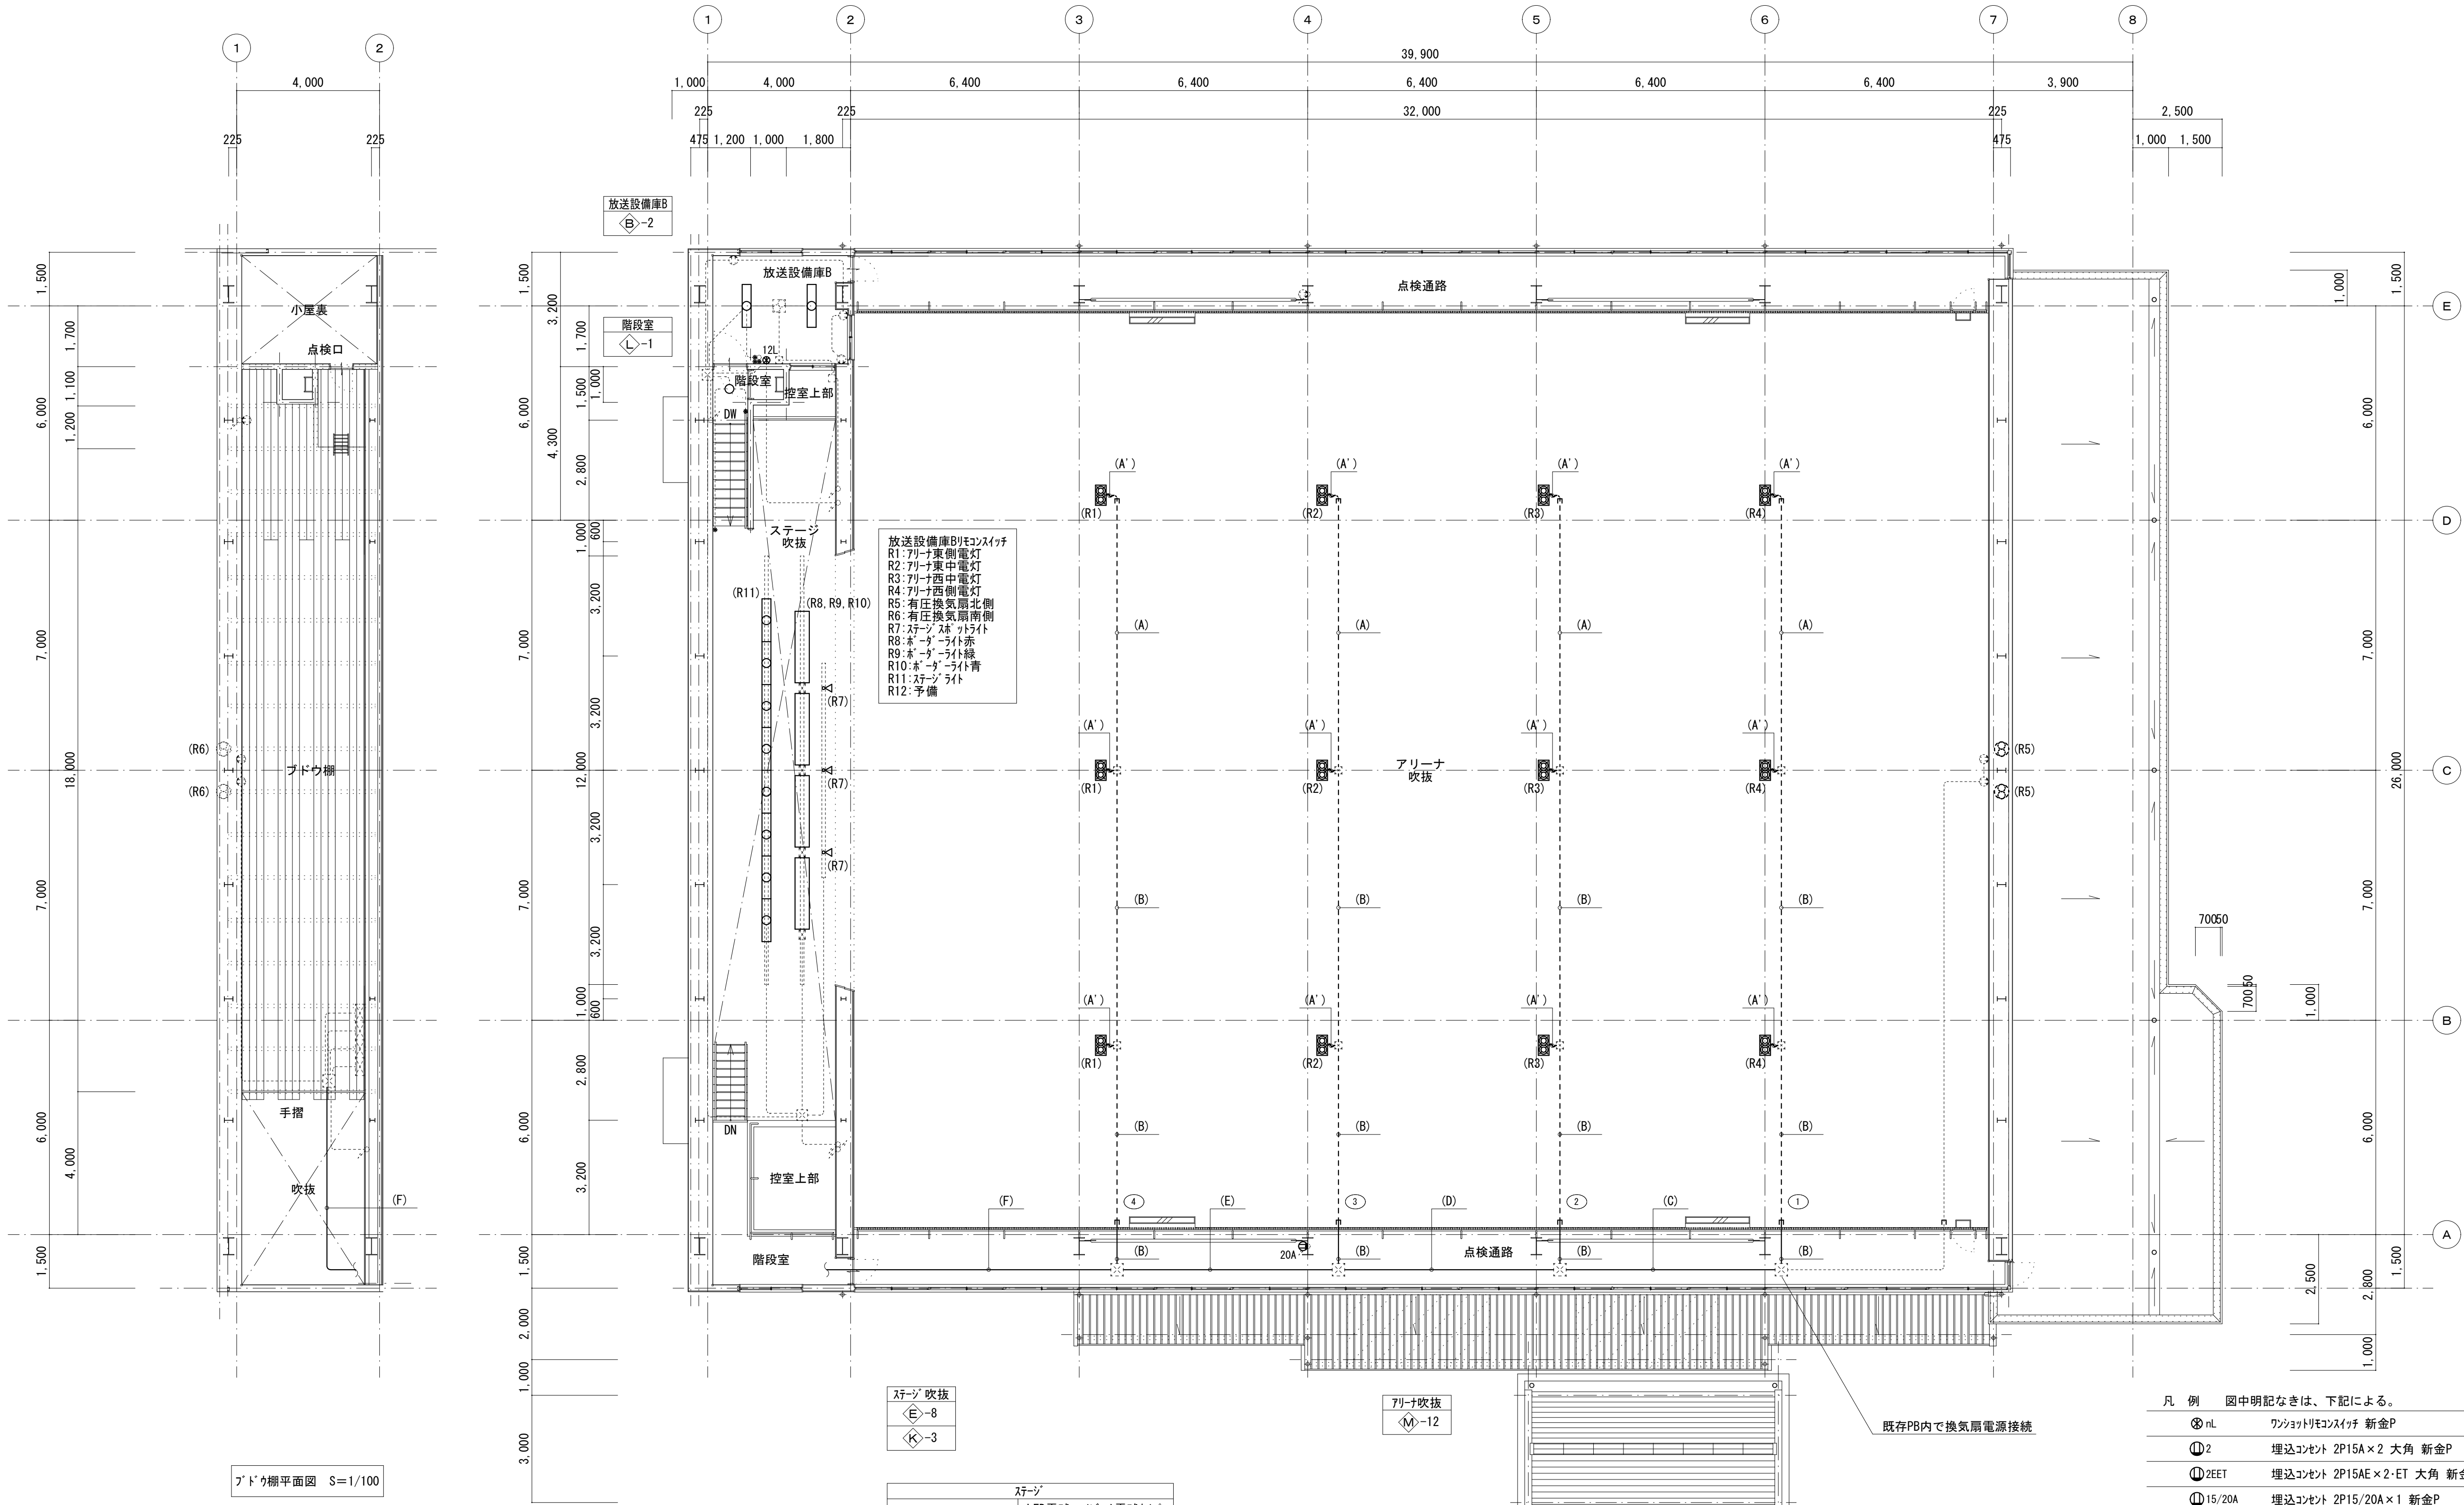 1 2 3 4 5 6 7 8
1 2
39,900
4,000
1,000 4,000 6,400 6,400 6,400 6,400 6,400 3,900
225 225 32,000 225 2,500
225 225
475 1,200 1,000 1,800 475 1,000 1,500
放送設備庫B
B-2
階段室
L-1
小屋裏
点検口
ブドウ棚
手摺
吹抜
(R6)
(R6)
(F)
1,500
1,700
1,100
1,200
6,000
7,000
18,000
7,000
6,000
4,000
1,500
1,500
3,200
1,700
1,500
1,000
6,000
4,300
2,800
1,000
600
3,200
7,000
3,200
12,000
3,200
7,000
3,200
1,000
600
2,800
6,000
3,200
1,500
2,000
1,000
3,000
放送設備庫B
点検通路
12L
階段室
控室上部
DW
ステージ
吹抜
(R11)
(R8,R9,R10)
(R7)
(R7)
(R7)
放送設備庫Bリモコンスイッチ
R1:アリーナ東側電灯
R2:アリーナ東中電灯
R3:アリーナ西中電灯
R4:アリーナ西側電灯
R5:有圧換気扇北側
R6:有圧換気扇南側
R7:ステージスポットライト
R8:ボーダーライト赤
R9:ボーダーライト緑
R10:ボーダーライト青
R11:ステージライト
R12:予備
(A') (A') (A') (A')
(R1) (R2) (R3) (R4)
(A) (A) (A) (A)
(A') (A') (A') (A')
アリーナ
吹抜
(R1) (R2) (R3) (R4)
(R5)
(R5)
(B) (B) (B) (B)
(A') (A') (A') (A')
(R1) (R2) (R3) (R4)
(B) (B) (B) (B)
DN
控室上部
(F) 4 (E) 3 (D) 2 (C) 1
階段室
20A
点検通路
(B) (B) (B) (B)
1,000
1,500
6,000
7,000
26,000
7,000
70050
70050
1,000
6,000
1,500
2,500
2,800
1,000
E
D
C
B
A
ステージ吹抜
E-8
K-3
アリーナ吹抜
M-12
既存PB内で換気扇電源接続
ブドウ棚平面図 S=1/100
ステージ
凡 例 図中明記なきは、下記による。
nL ワンショットリモコンスイッチ 新金P
2 埋込コンセント 2P15A×2 大角 新金P
2EET 埋込コンセント 2P15AE×2・ET 大角 新金
15/20A 埋込コンセント 2P15/20A×1 新金P